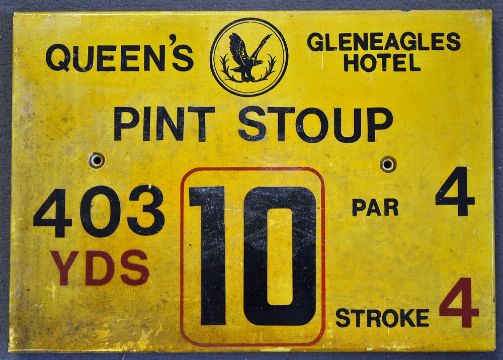 QUEEN'S GLENEAGLES HOTEL
PINT STOUP
403 YDS
10
PAR 4
STROKE 4